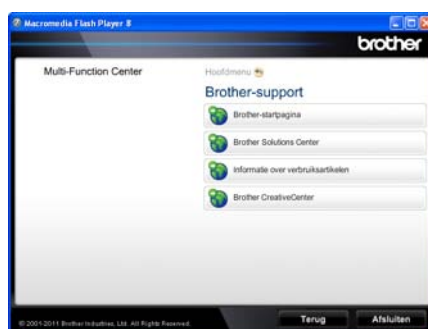 Macromedia Flash Player 8
brother
Multi-Function Center
Hoofdmenu
Brother-support
Brother-startpagina
Brother Solutions Center
Informatie over verbruiksartikelen
Brother CreativeCenter
© 2001-2011 Brother Industries, Ltd. All Rights Reserved.
Terug
Afsluiten